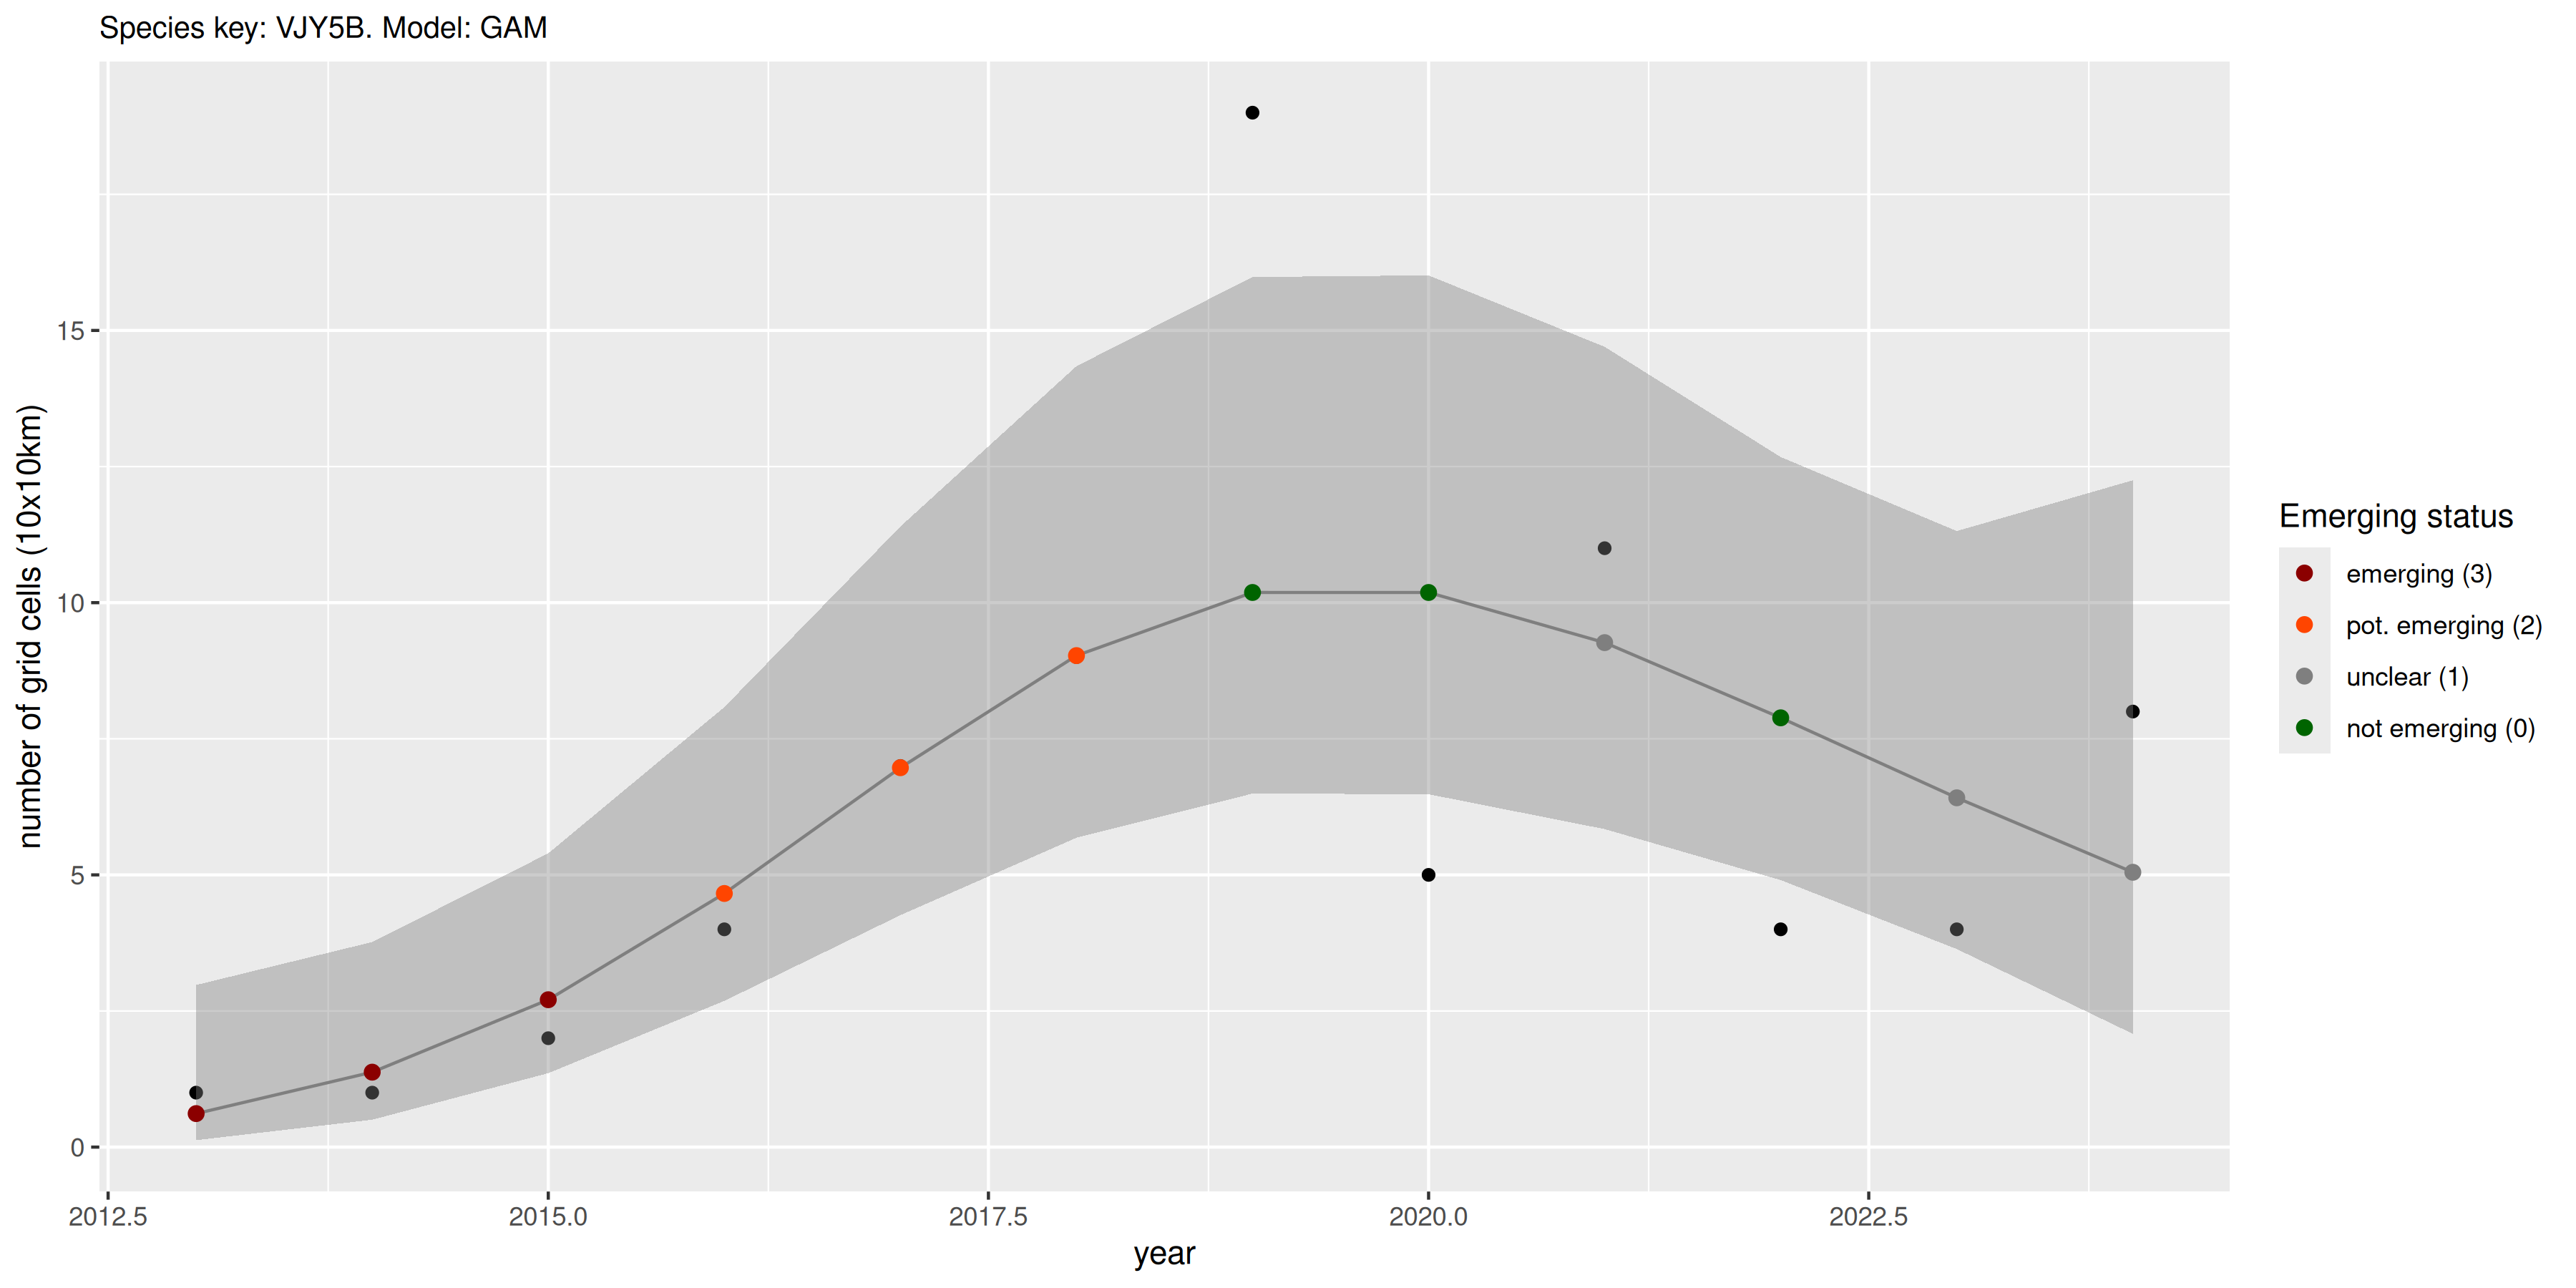 Species key: VJY5B. Model: GAM
number of grid cells (10x10km)
15
10
5
0
2012.5 2015.0 2017.5 2020.0 2022.5
year
Emerging status
emerging (3)
pot. emerging (2)
unclear (1)
not emerging (0)